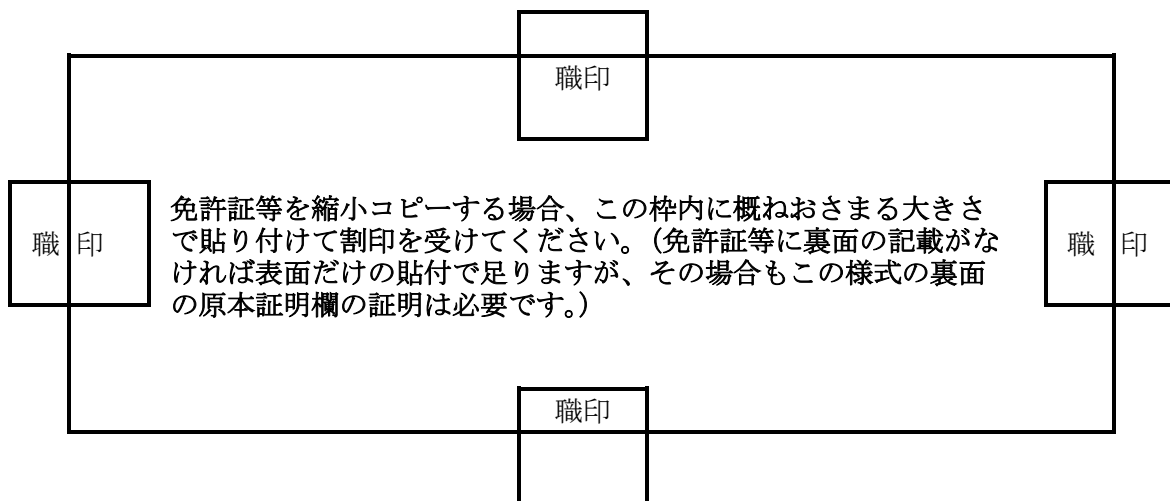 職印
免許証等を縮小コピーする場合、この枠内に概ねおさまる大きさ
で貼り付けて割印を受けてください。(免許証等に裏面の記載がな
ければ表面だけの貼付で足りますが、その場合もこの様式の裏面
の原本証明欄の証明は必要です。)
職 印
職 印
職印